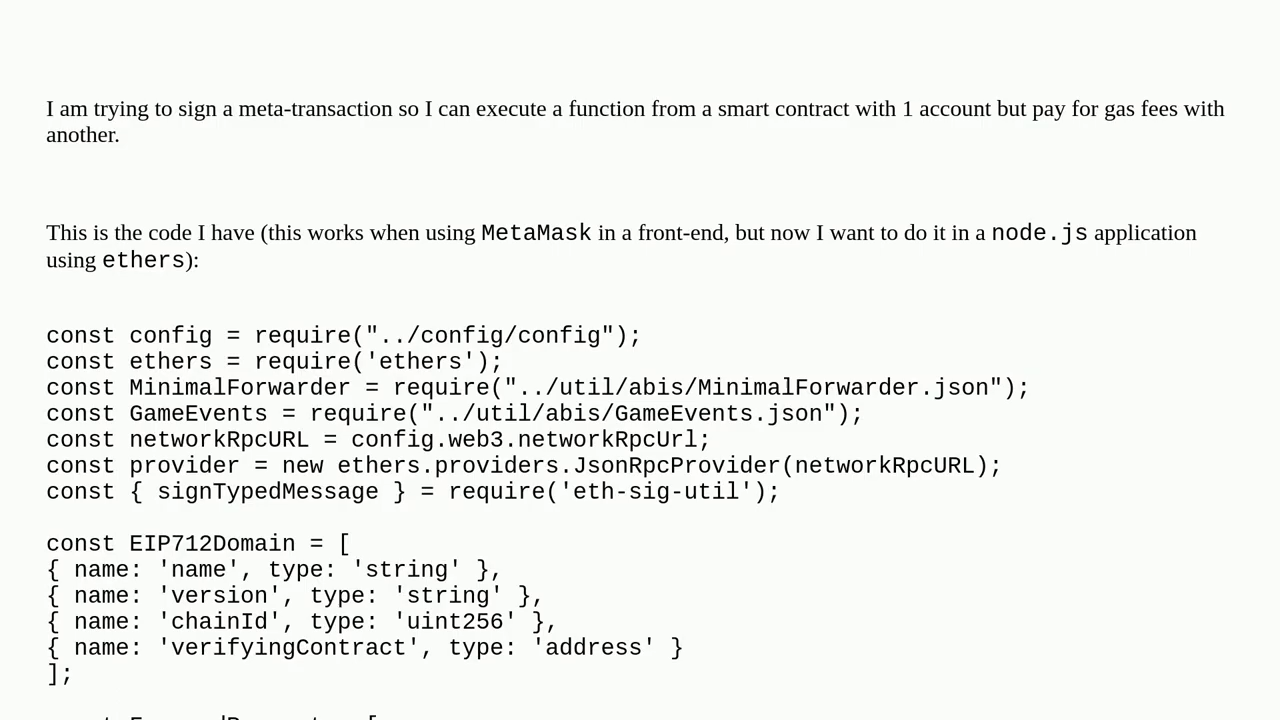 I am trying to sign a meta-transaction so I can execute a function from a smart contract with 1 account but pay for gas fees with
another.
This is the code I have (this works when using MetaMask in a front-end, but now I want to do it in a node.js application
using ethers):
const config = require("../config/config");
const ethers = require('ethers');
const MinimalForwarder = require("../util/abis/MinimalForwarder.json");
const GameEvents = require("../util/abis/GameEvents.json");
const networkRpcURL = config.web3.networkRpcUrl;
const provider = new ethers.providers.JsonRpcProvider(networkRpcURL);
const { signTypedMessage } = require('eth-sig-util');
const EIP712Domain = [
{ name: 'name', type: 'string' },
{ name: 'version', type: 'string' },
{ name: 'chainId', type: 'uint256' },
{ name: 'verifyingContract', type: 'address' }
];